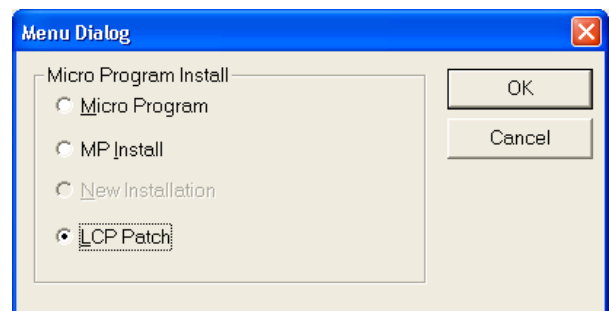 Menu Dialog
Micro Program Install
Micro Program
MP Install
New Installation
LCP Patch
OK
Cancel